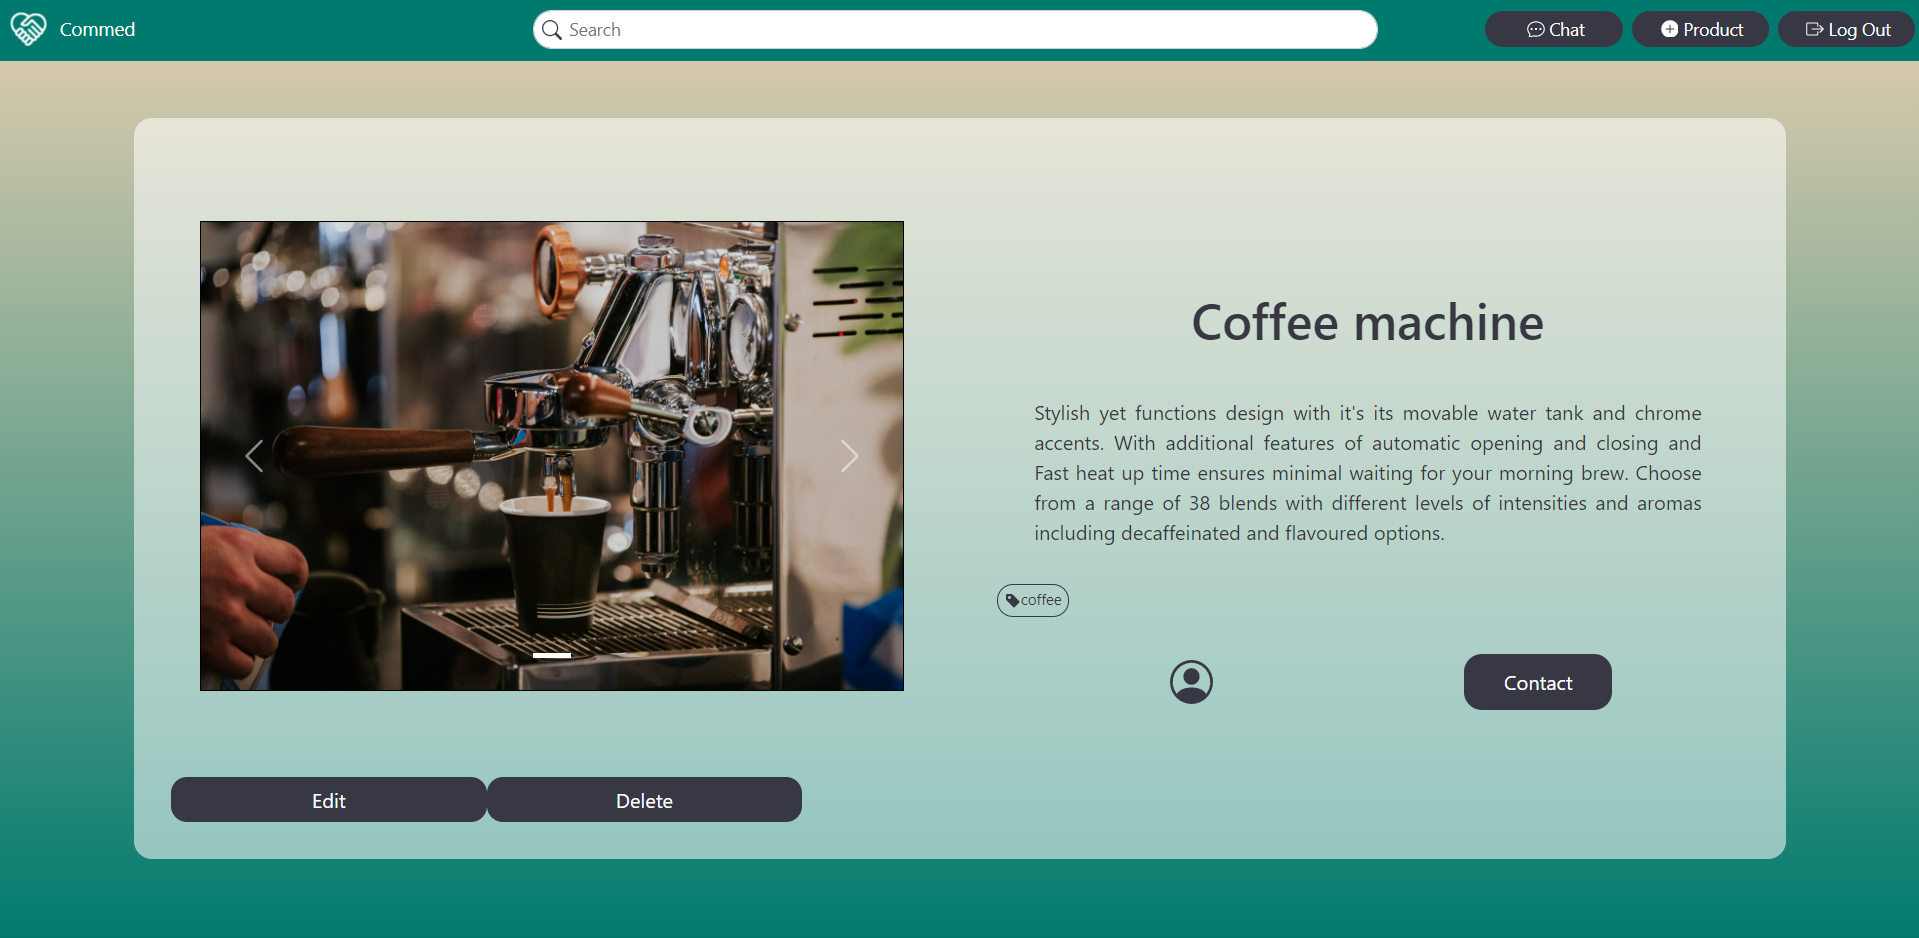 Commed
Search
Chat
Product
Log Out
Coffee machine
Stylish yet functions design with it's its movable water tank and chrome
accents. With additional features of automatic opening and closing and
Fast heat up time ensures minimal waiting for your morning brew. Choose
from a range of 38 blends with different levels of intensities and aromas
including decaffeinated and flavoured options.
coffee
Contact
Edit
Delete